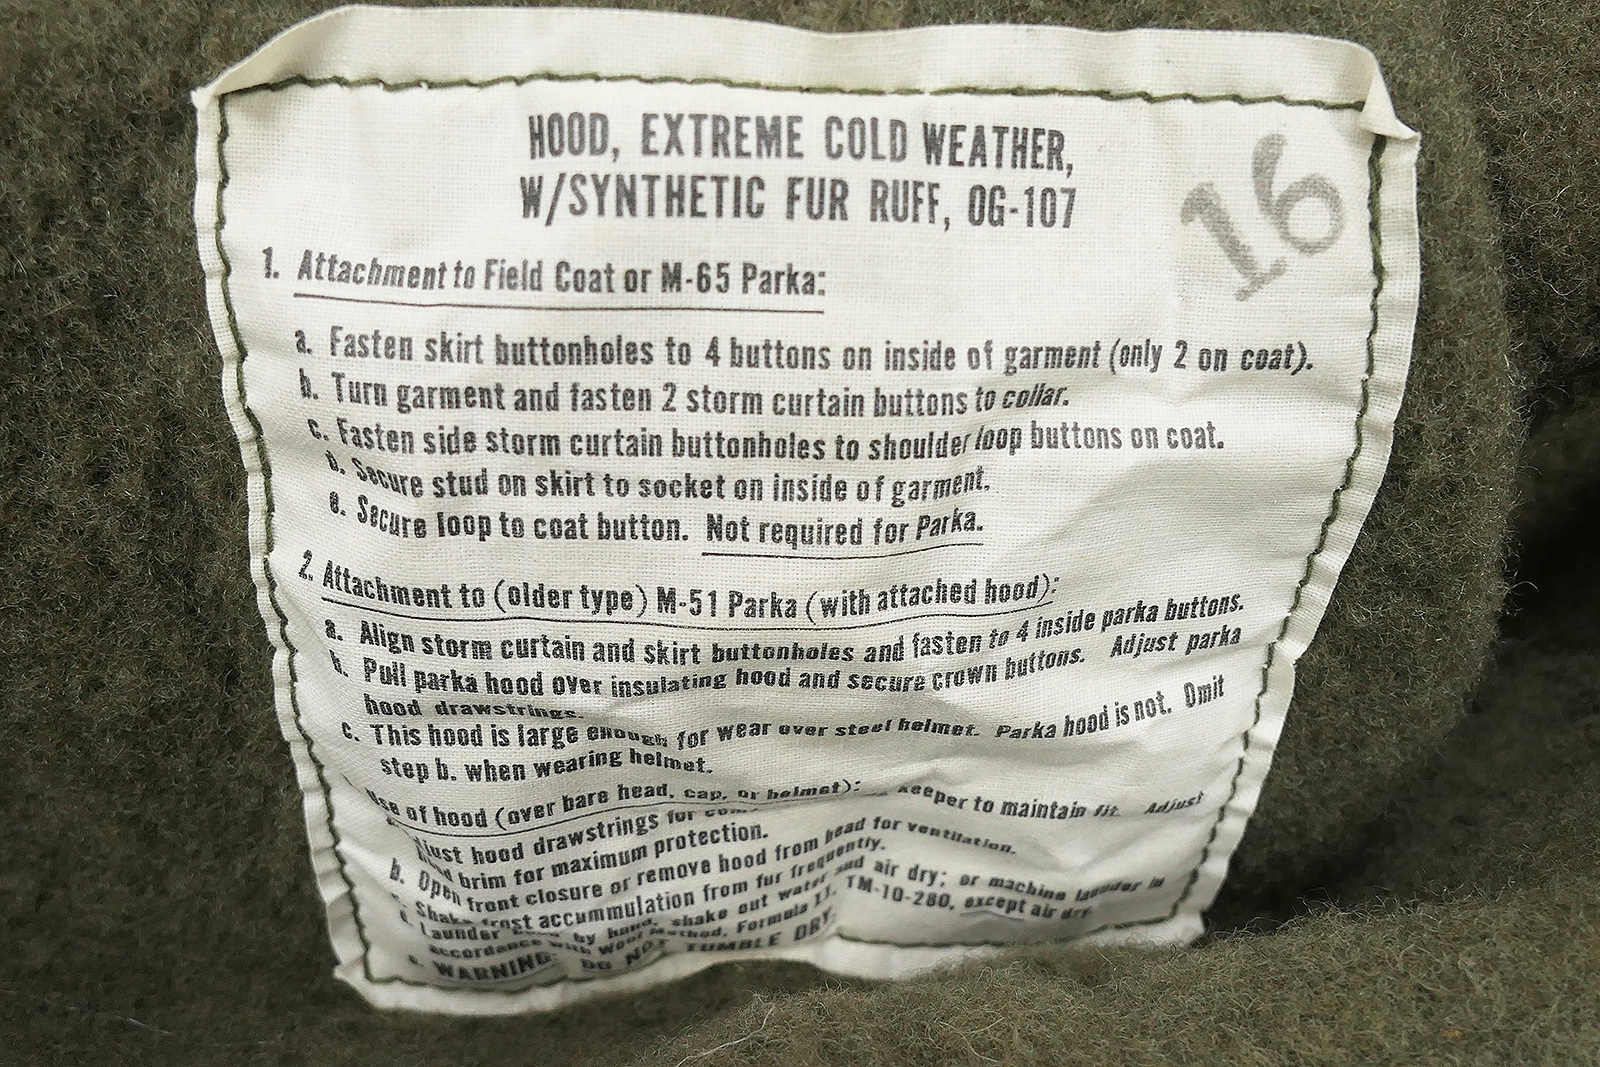 HOOD, EXTREME COLD WEATHER,
W/SYNTHETIC FUR RUFF, OG-107
16
1. Attachment to Field Coat or M-65 Parka:
a. Fasten skirt buttonholes to 4 buttons on inside of garment (only 2 on coat).
b. Turn garment and fasten 2 storm curtain buttons to collar.
c. Fasten side storm curtain buttonholes to shoulder loop buttons on coat.
d. Secure stud on skirt to socket on inside of garment.
e. Secure loop to coat button. Not required for Parka.
2. Attachment to (older type) M-51 Parka (with attached hood):
a. Align storm curtain and skirt buttonholes and fasten to 4 inside parka buttons.
b. Pull parka hood over insulating hood and secure crown buttons. Adjust parka
hood drawstrings.
c. This hood is large enough for wear over steel helmet. Parka hood is not. Omit
step b. when wearing helmet.
Use of hood (over bare head, cap, or helmet):
hood drawstrings for keeper to maintain fit. Adjust
brim for maximum protection.
b. Open front closure or remove hood from head for ventilation.
Shake frost accummulation from fur frequently.
Launder by hand, shake out water and air dry; or machine launder in
accordance with Wool Method, Formula II, TM-10-280, except air dry.
WARNING: DO NOT TUMBLE DRY.